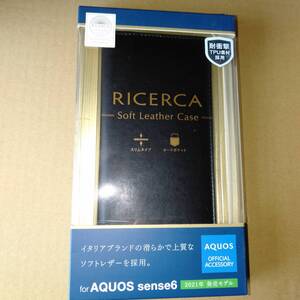 耐衝撃
TPU素材
採用
RICERCA
Soft Leather Case
スリムタイプ
カードポケット
イタリアブランドの滑らかで上質な
ソフトレザーを採用。
AQUOS
OFFICIAL
ACCESSORY
for AQUOS sense6
2021年 発売モデル